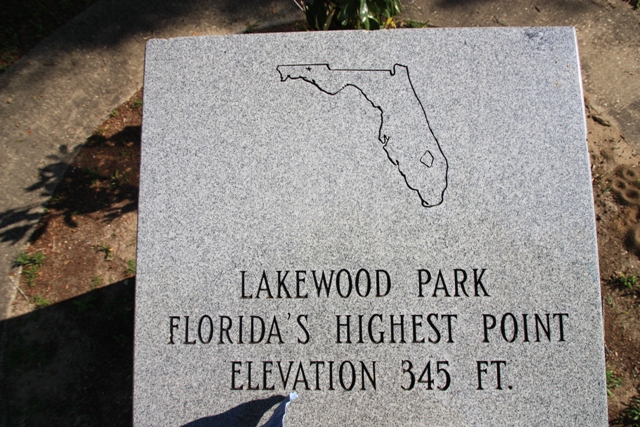 LAKEWOOD PARK
FLORIDA'S HIGHEST POINT
ELEVATION 345 FT.